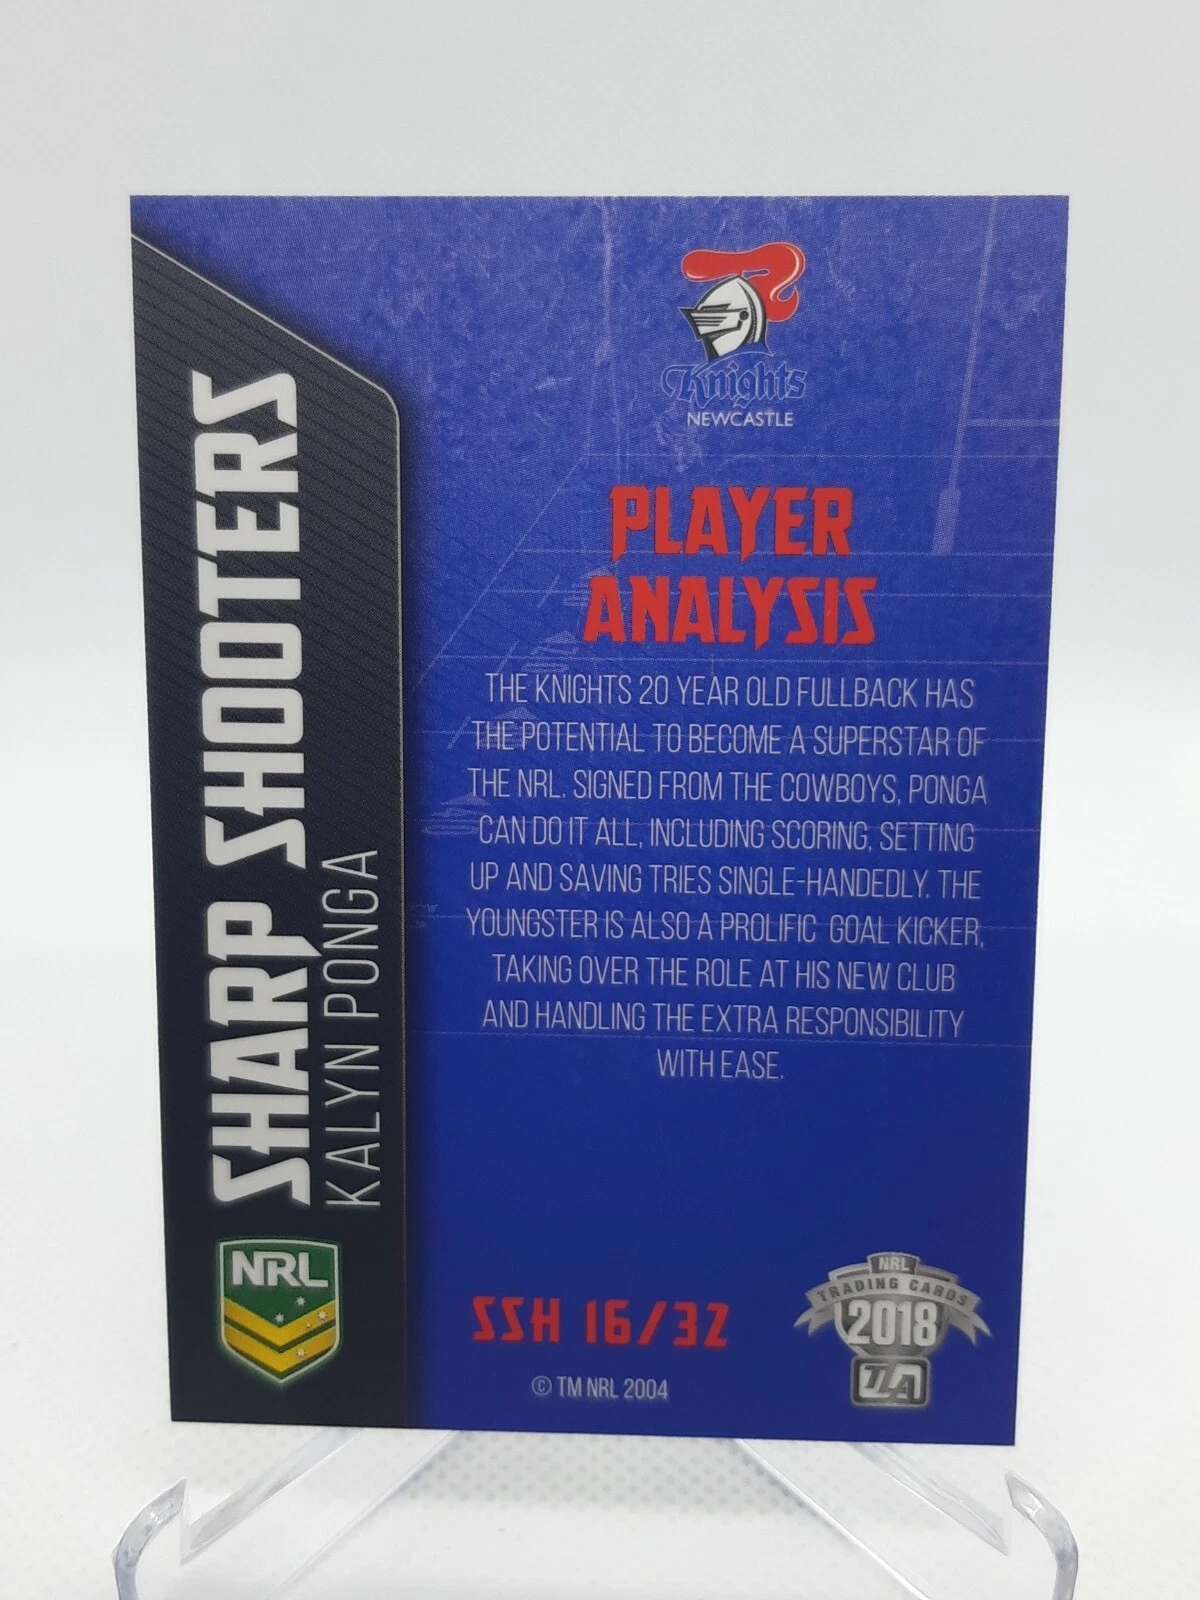 SHARP SHOOTERS
KALYN PONGA
NRL
Knights
NEWCASTLE
PLAYER
ANALYSIS
THE KNIGHTS 20 YEAR OLD FULLBACK HAS
THE POTENTIAL TO BECOME A SUPERSTAR OF
THE NRL. SIGNED FROM THE COWBOYS, PONGA
CAN DO IT ALL, INCLUDING SCORING, SETTING
UP AND SAVING TRIES SINGLE-HANDEDLY. THE
YOUNGSTER IS ALSO A PROLIFIC GOAL KICKER,
TAKING OVER THE ROLE AT HIS NEW CLUB
AND HANDLING THE EXTRA RESPONSIBILITY
WITH EASE.
SSH 16/32
© TM NRL 2004
NRL
TRADING CARDS
2018
TLA